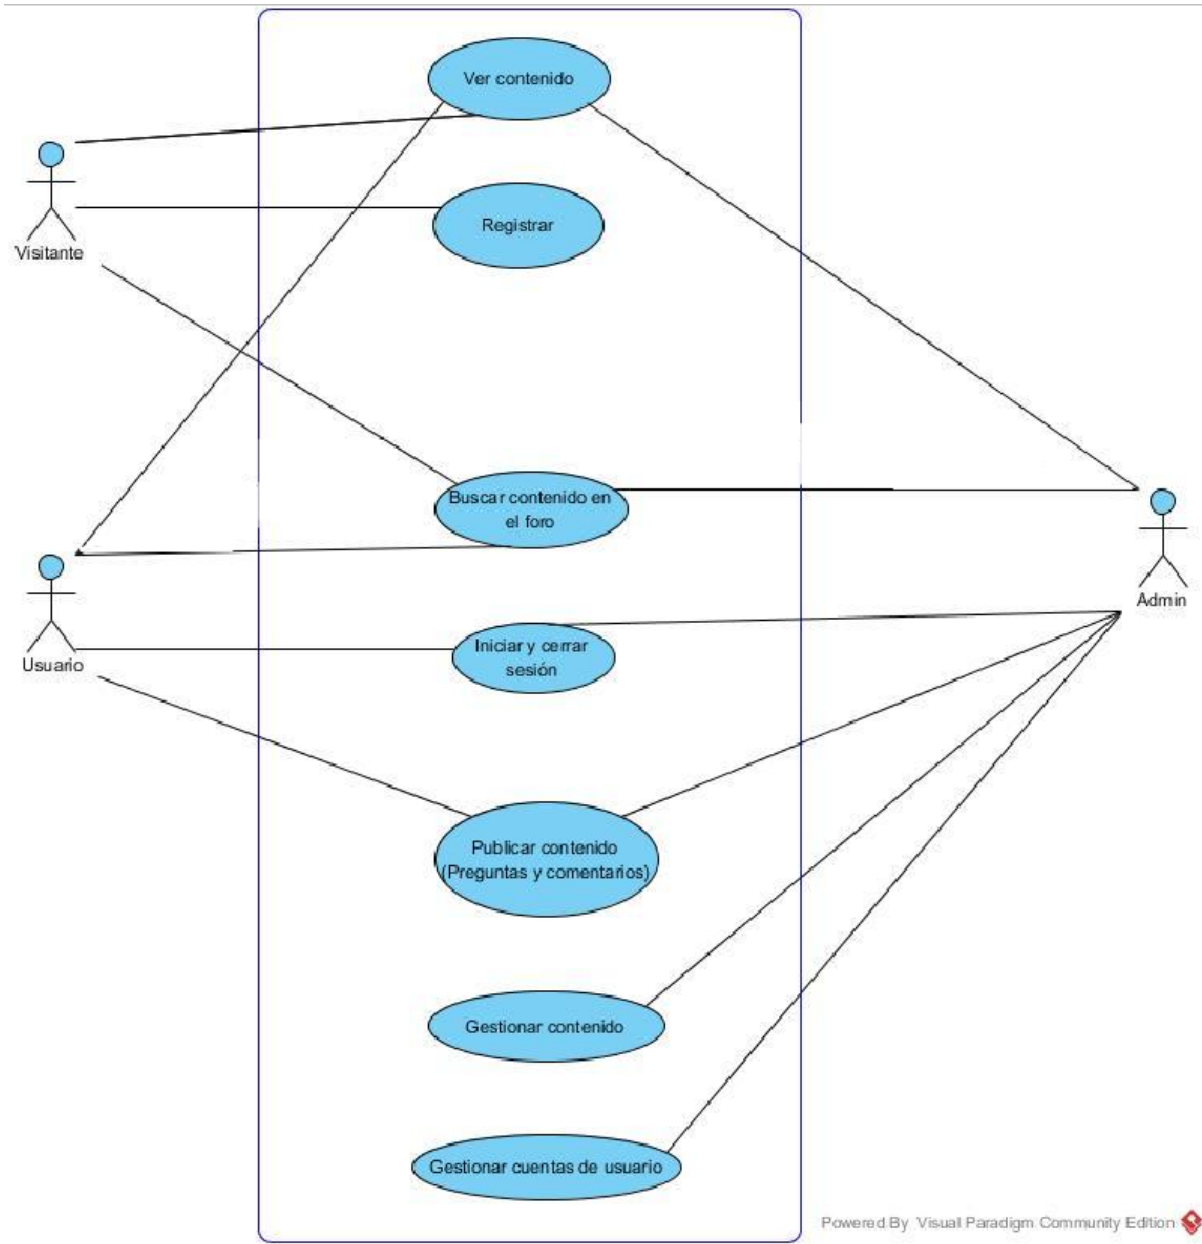 Ver contenido
Visitante
Registrar
Buscar contenido en
el foro
Admin
Usuario
Iniciar y cerrar
sesión
Publicar contenido
(Preguntas y comentarios)
Gestionar contenido
Gestionar cuentas de usuario
Powered By Visual Paradigm Community Edition